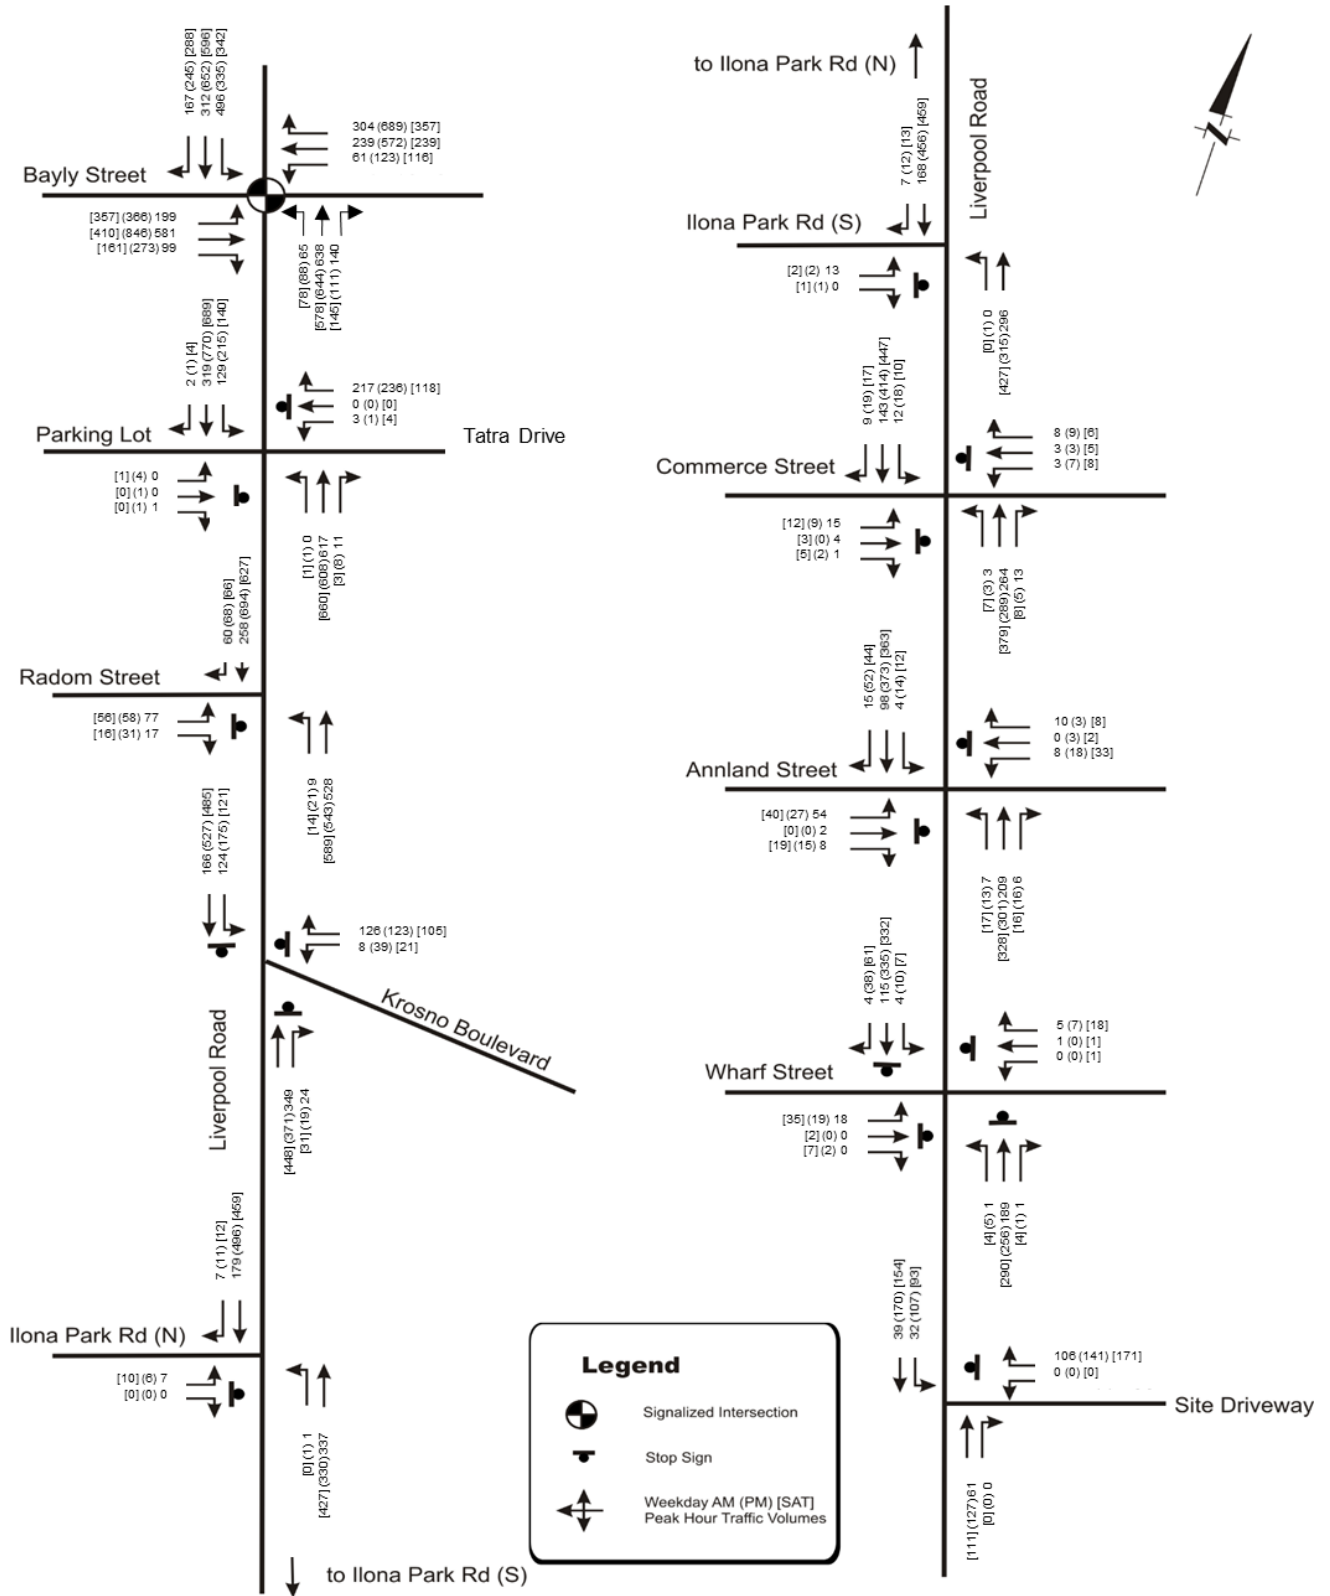 167 (245) [288]
312 (652) [596]
496 (335) [342]
304 (689) [357]
239 (572) [239]
61 (123) [116]
Bayly Street
[357] (366) 199
[410] (846) 581
[161] (273) 99
[78] (88) 65
[578] (644) 638
[145] (111) 140
2 (1) [4]
319 (770) [689]
129 (215) [140]
217 (236) [118]
0 (0) [0]
3 (1) [4]
Parking Lot
Tatra Drive
[1] (4) 0
[0] (1) 0
[0] (1) 1
[1] (1) 0
[660] (608) 617
[3] (8) 11
60 (68) [66]
258 (694) [627]
Radom Street
[56] (58) 77
[16] (31) 17
[14] (21) 9
[589] (543) 528
166 (527) [485]
124 (175) [121]
126 (123) [105]
8 (39) [21]
Krosno Boulevard
Liverpool Road
[448] (371) 349
[31] (19) 24
7 (11) [12]
179 (496) [459]
Ilona Park Rd (N)
[10] (6) 7
[0] (0) 0
[0] (1) 1
[427] (330) 337
to Ilona Park Rd (S)
to Ilona Park Rd (N)
Liverpool Road
N
7 (12) [13]
168 (456) [459]
Ilona Park Rd (S)
[2] (2) 13
[1] (1) 0
[0] (1) 0
[427] (315) 296
9 (19) [17]
143 (414) [447]
12 (18) [10]
8 (9) [6]
3 (3) [5]
3 (7) [8]
Commerce Street
[12] (9) 15
[3] (0) 4
[5] (2) 1
[7] (3) 3
[379] (289) 264
[8] (5) 13
15 (52) [44]
98 (373) [363]
4 (14) [12]
10 (3) [8]
0 (3) [2]
8 (18) [33]
Annland Street
[40] (27) 54
[0] (0) 2
[19] (15) 8
[17] (13) 7
[328] (301) 209
[16] (16) 6
4 (38) [61]
115 (335) [332]
4 (10) [7]
5 (7) [18]
1 (0) [1]
0 (0) [1]
Wharf Street
[35] (19) 18
[2] (0) 0
[7] (2) 0
[4] (5) 1
[290] (256) 189
[4] (1) 1
39 (170) [154]
32 (107) [93]
106 (141) [171]
0 (0) [0]
Site Driveway
[111] (127) 61
[0] (0) 0
Legend
Signalized Intersection
Stop Sign
Weekday AM (PM) [SAT]
Peak Hour Traffic Volumes